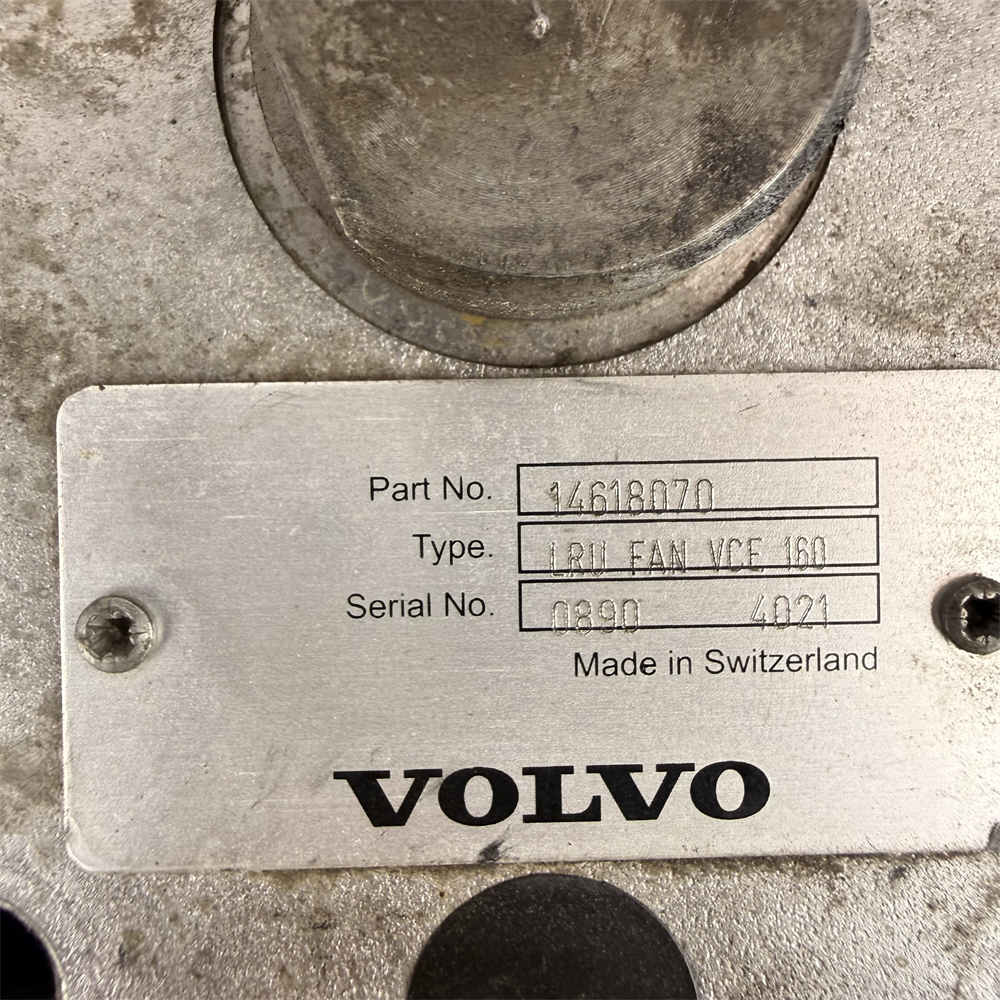 Part No. 14618070
Type. LRU FAN VCE 160
Serial No. 0890 4021
Made in Switzerland
VOLVO